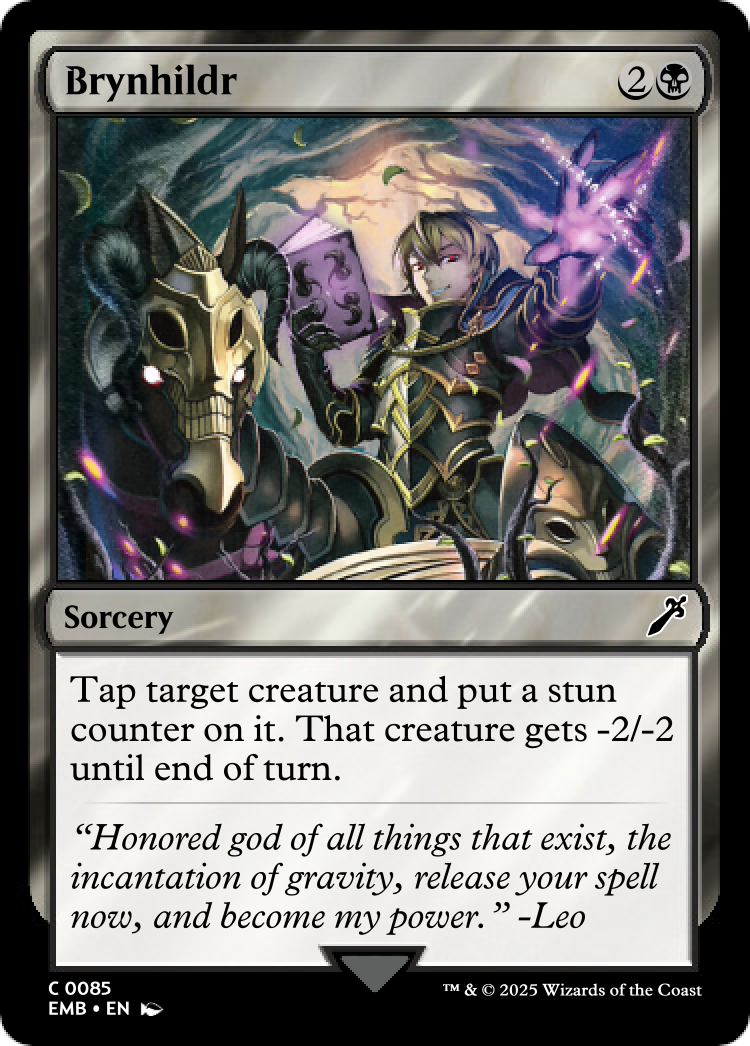 Brynhildr 2
Sorcery
Tap target creature and put a stun
counter on it. That creature gets -2/-2
until end of turn.
“Honored god of all things that exist, the
incantation of gravity, release your spell
now, and become my power.” -Leo
C 0085
EMB • EN
™ & © 2025 Wizards of the Coast